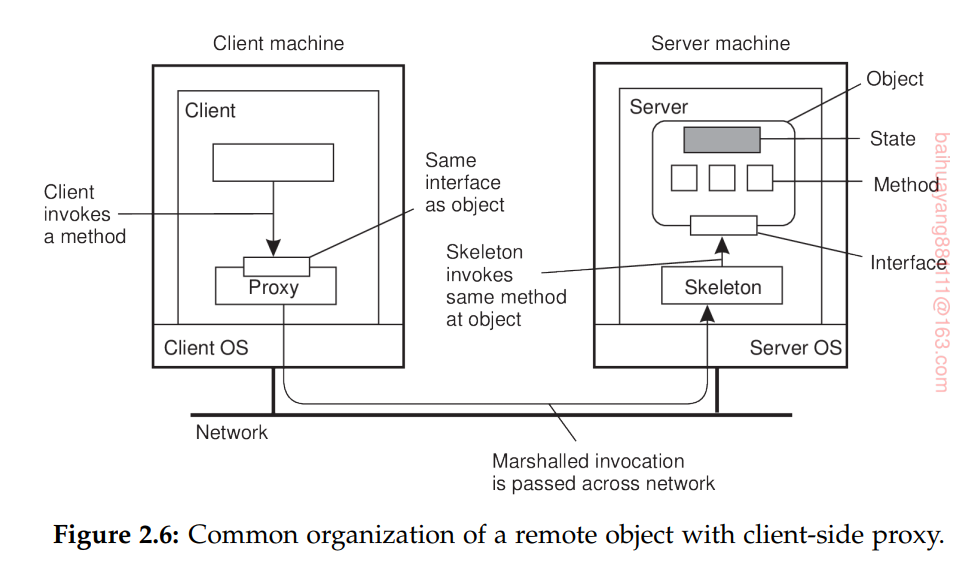 Client machine
Server machine
Object
Client
Server
State
Same
interface
as object
Client
invokes
a method
Method
Skeleton
invokes
same method
at object
Interface
Proxy
Skeleton
Client OS
Server OS
Network
Marshalled invocation
is passed across network
Figure 2.6: Common organization of a remote object with client-side proxy.